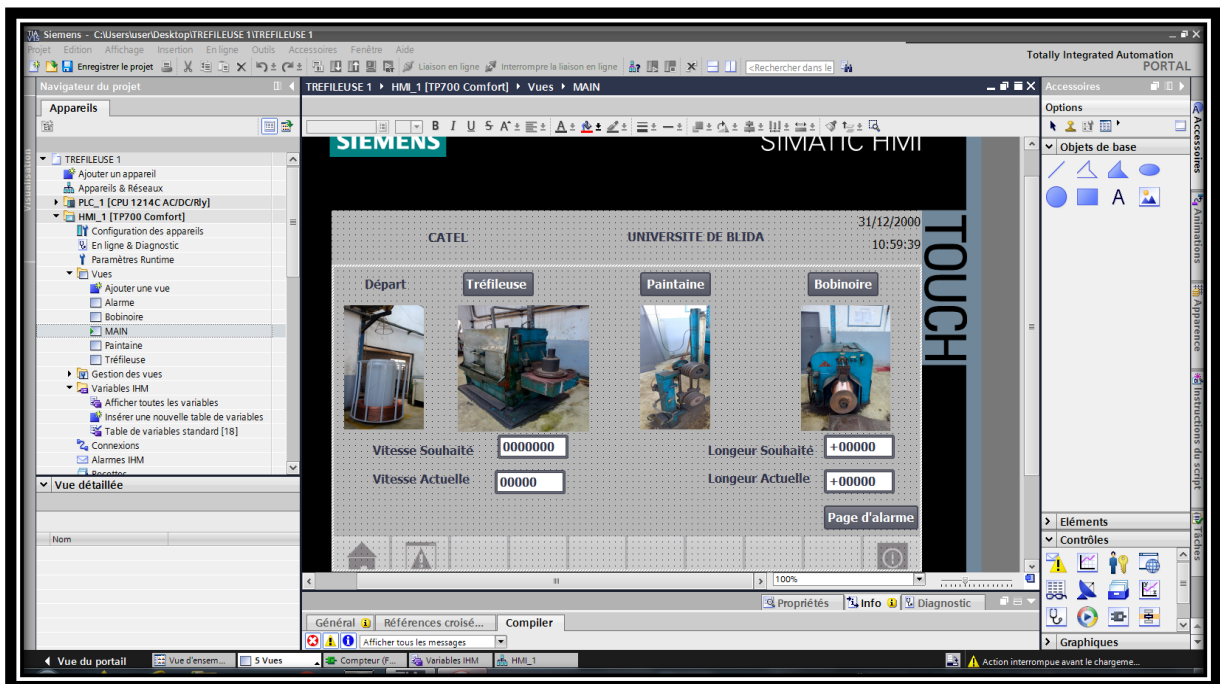 Siemens - C:\Users\user\Desktop\TREFILEUSE 1\TREFILEUSE 1
Projet Edition Affichage Insertion En ligne Outils Accessoires Fenêtre Aide
Totally Integrated Automation
PORTAL
Enregistrer le projet
Liaison en ligne
Interrompre la liaison en ligne
<Rechercher dans le
Navigateur du projet
TREFILEUSE 1 HMI_1 [TP700 Comfort] Vues MAIN
Accessoires
Appareils
Options
B I U S A
Visualisation
TREFILEUSE 1
Ajouter un appareil
Appareils & Réseaux
PLC_1 [CPU 1214C AC/DC/Rly]
HMI_1 [TP700 Comfort]
Configuration des appareils
En ligne & Diagnostic
Paramètres Runtime
Vues
Ajouter une vue
Alarme
Bobinoire
MAIN
Paintaine
Tréfileuse
Gestion des vues
Variables IHM
Afficher toutes les variables
Insérer une nouvelle table de variables
Table de variables standard [18]
Connexions
Alarmes IHM
Recettes
Vue détaillée
Nom
SIEMENS
SIMATIC HMI
TOUCH
CATEL
UNIVERSITE DE BLIDA
31/12/2000
10:59:39
Départ
Tréfileuse
Paintaine
Bobinoire
Vitesse Souhaité
0000000
Longeur Souhaité
+00000
Vitesse Actuelle
00000
Longeur Actuelle
+00000
Page d'alarme
100%
Propriétés
Info
Diagnostic
Général
Références croisé...
Compiler
Afficher tous les messages
Objets de base
A
Eléments
Contrôles
Graphiques
Accessoires
Animations
Apparence
Instructions du script
Tâches
Vue du portail
Vue d'ensem...
5 Vues
Compteur (F...
Variables IHM
HMI_1
Action interrompue avant le chargeme...